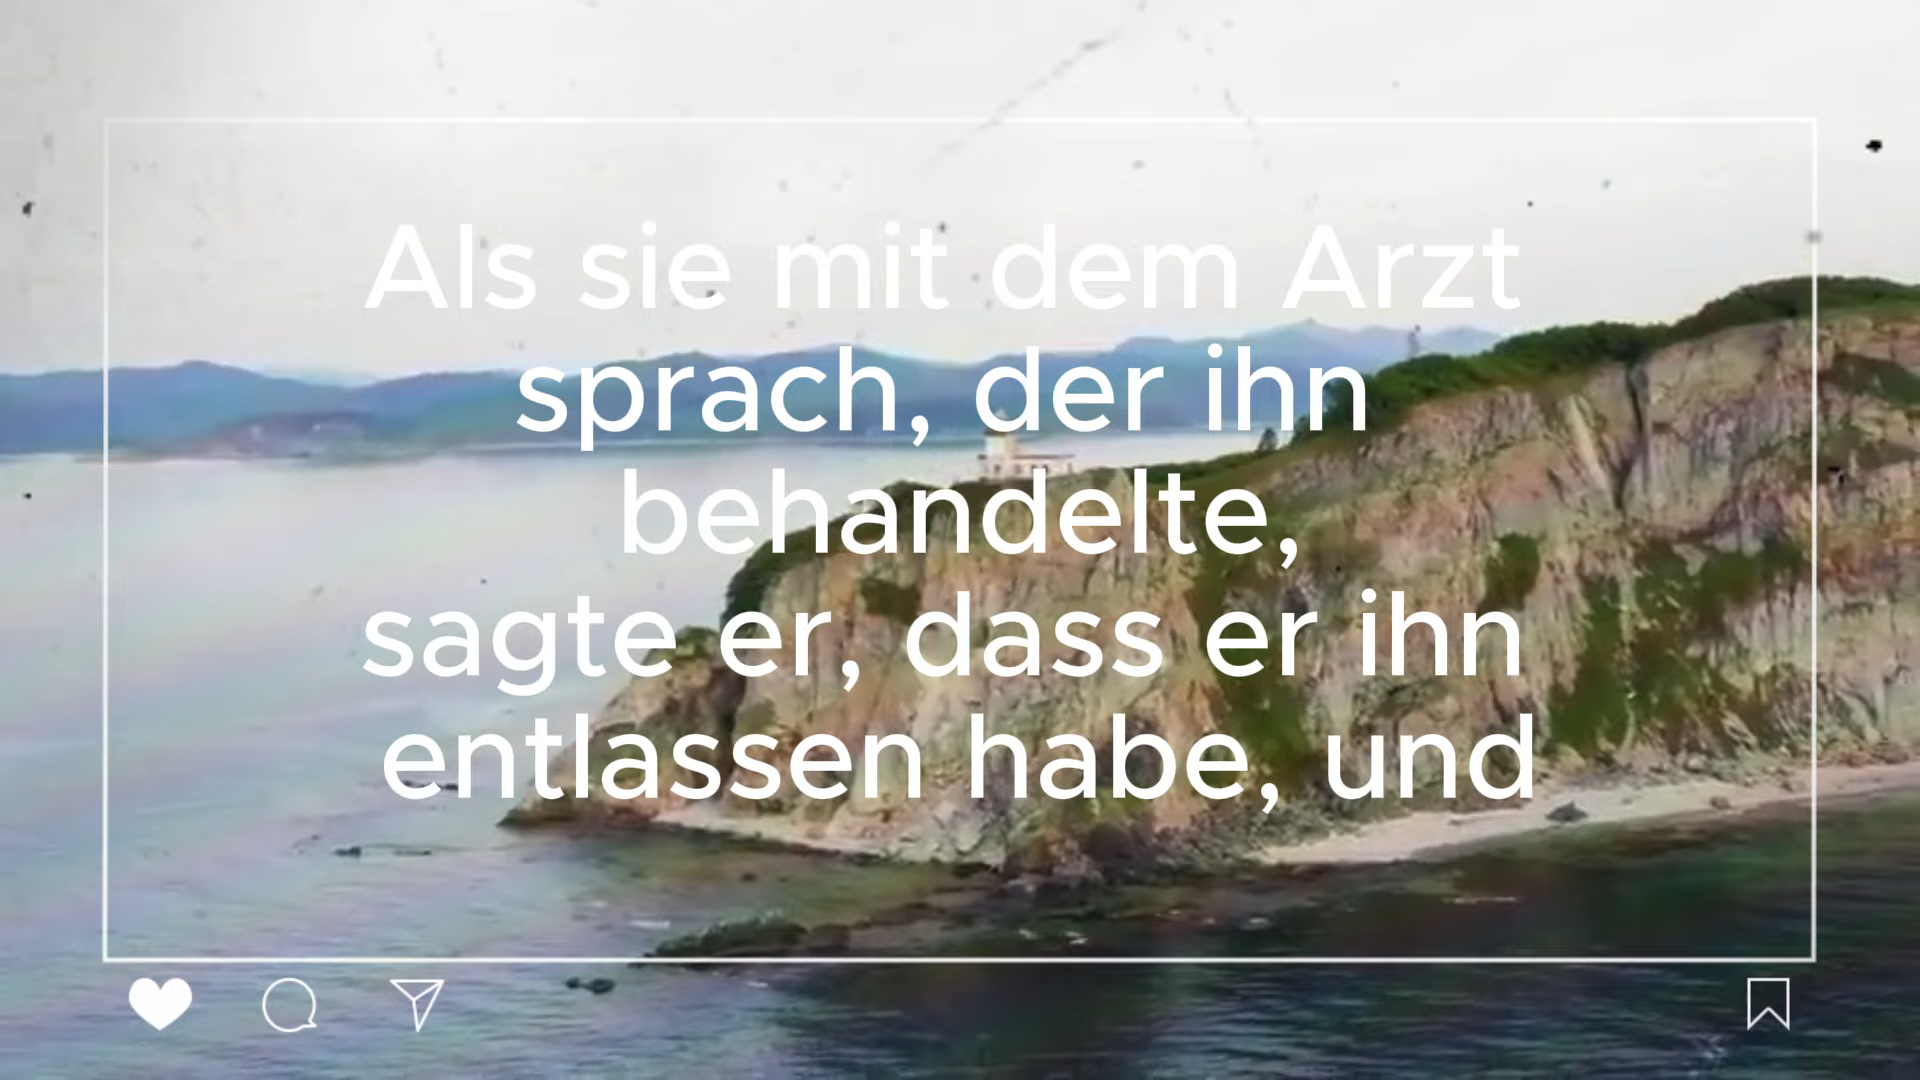 Als sie mit dem Arzt
sprach, der ihn
behandelte,
sagte er, dass er ihn
entlassen habe, und